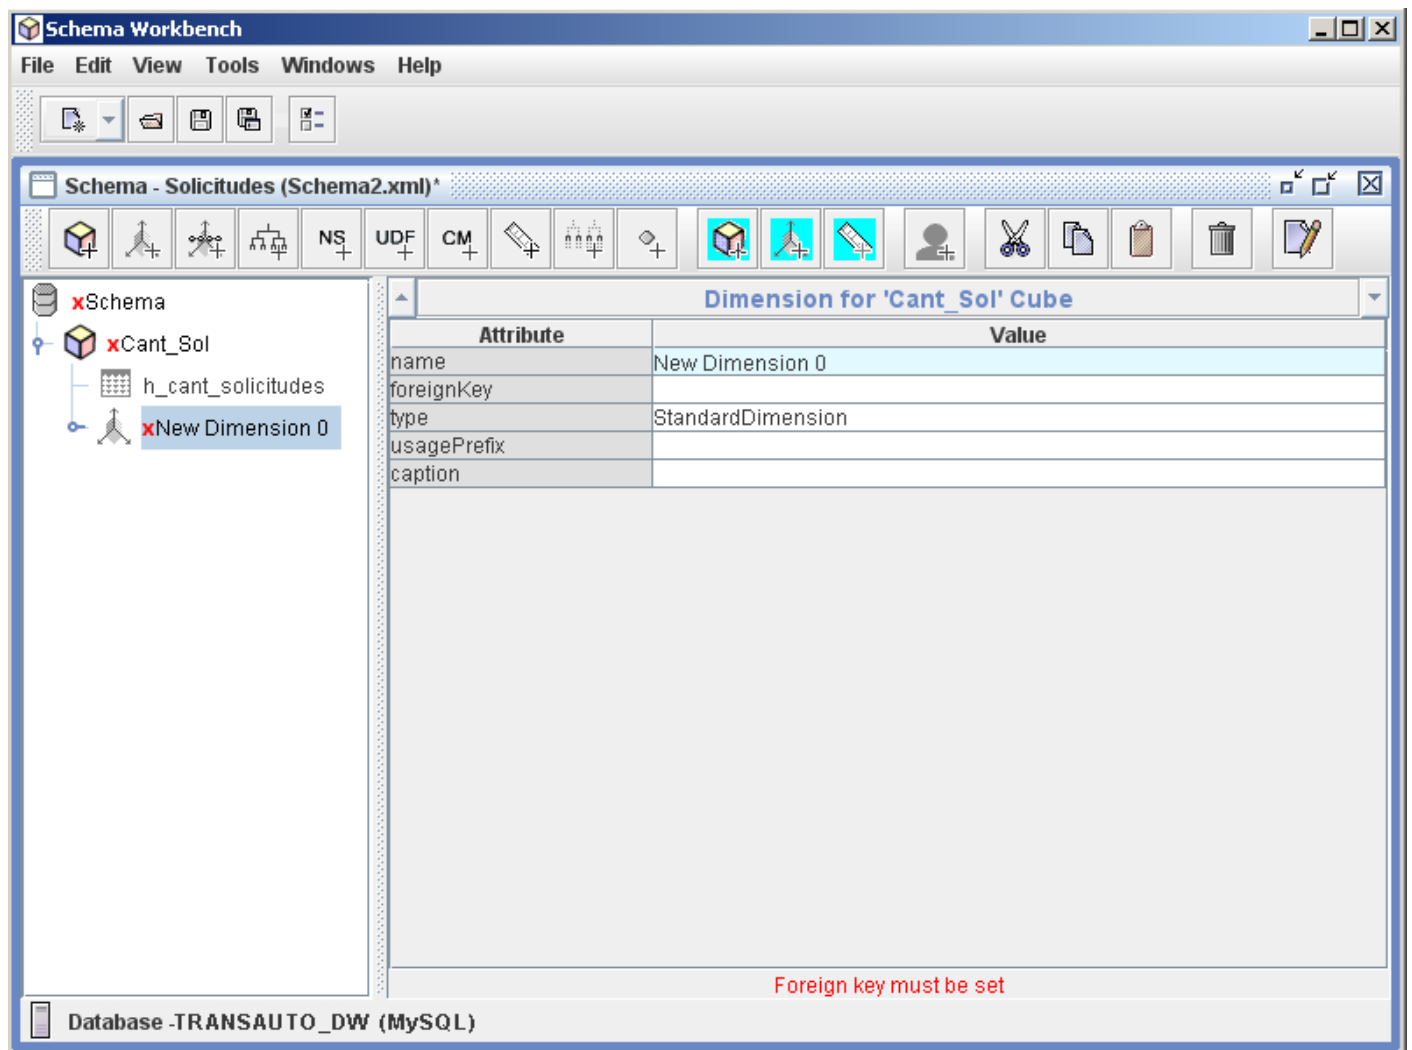 Schema Workbench
File Edit View Tools Windows Help
Schema - Solicitudes (Schema2.xml)*
NS UDF CM
xSchema
xCant_Sol
h_cant_solicitudes
xNew Dimension 0
Dimension for 'Cant_Sol' Cube
Attribute Value
name New Dimension 0
foreignKey
type StandardDimension
usagePrefix
caption
Foreign key must be set
Database -TRANSAUTO_DW (MySQL)